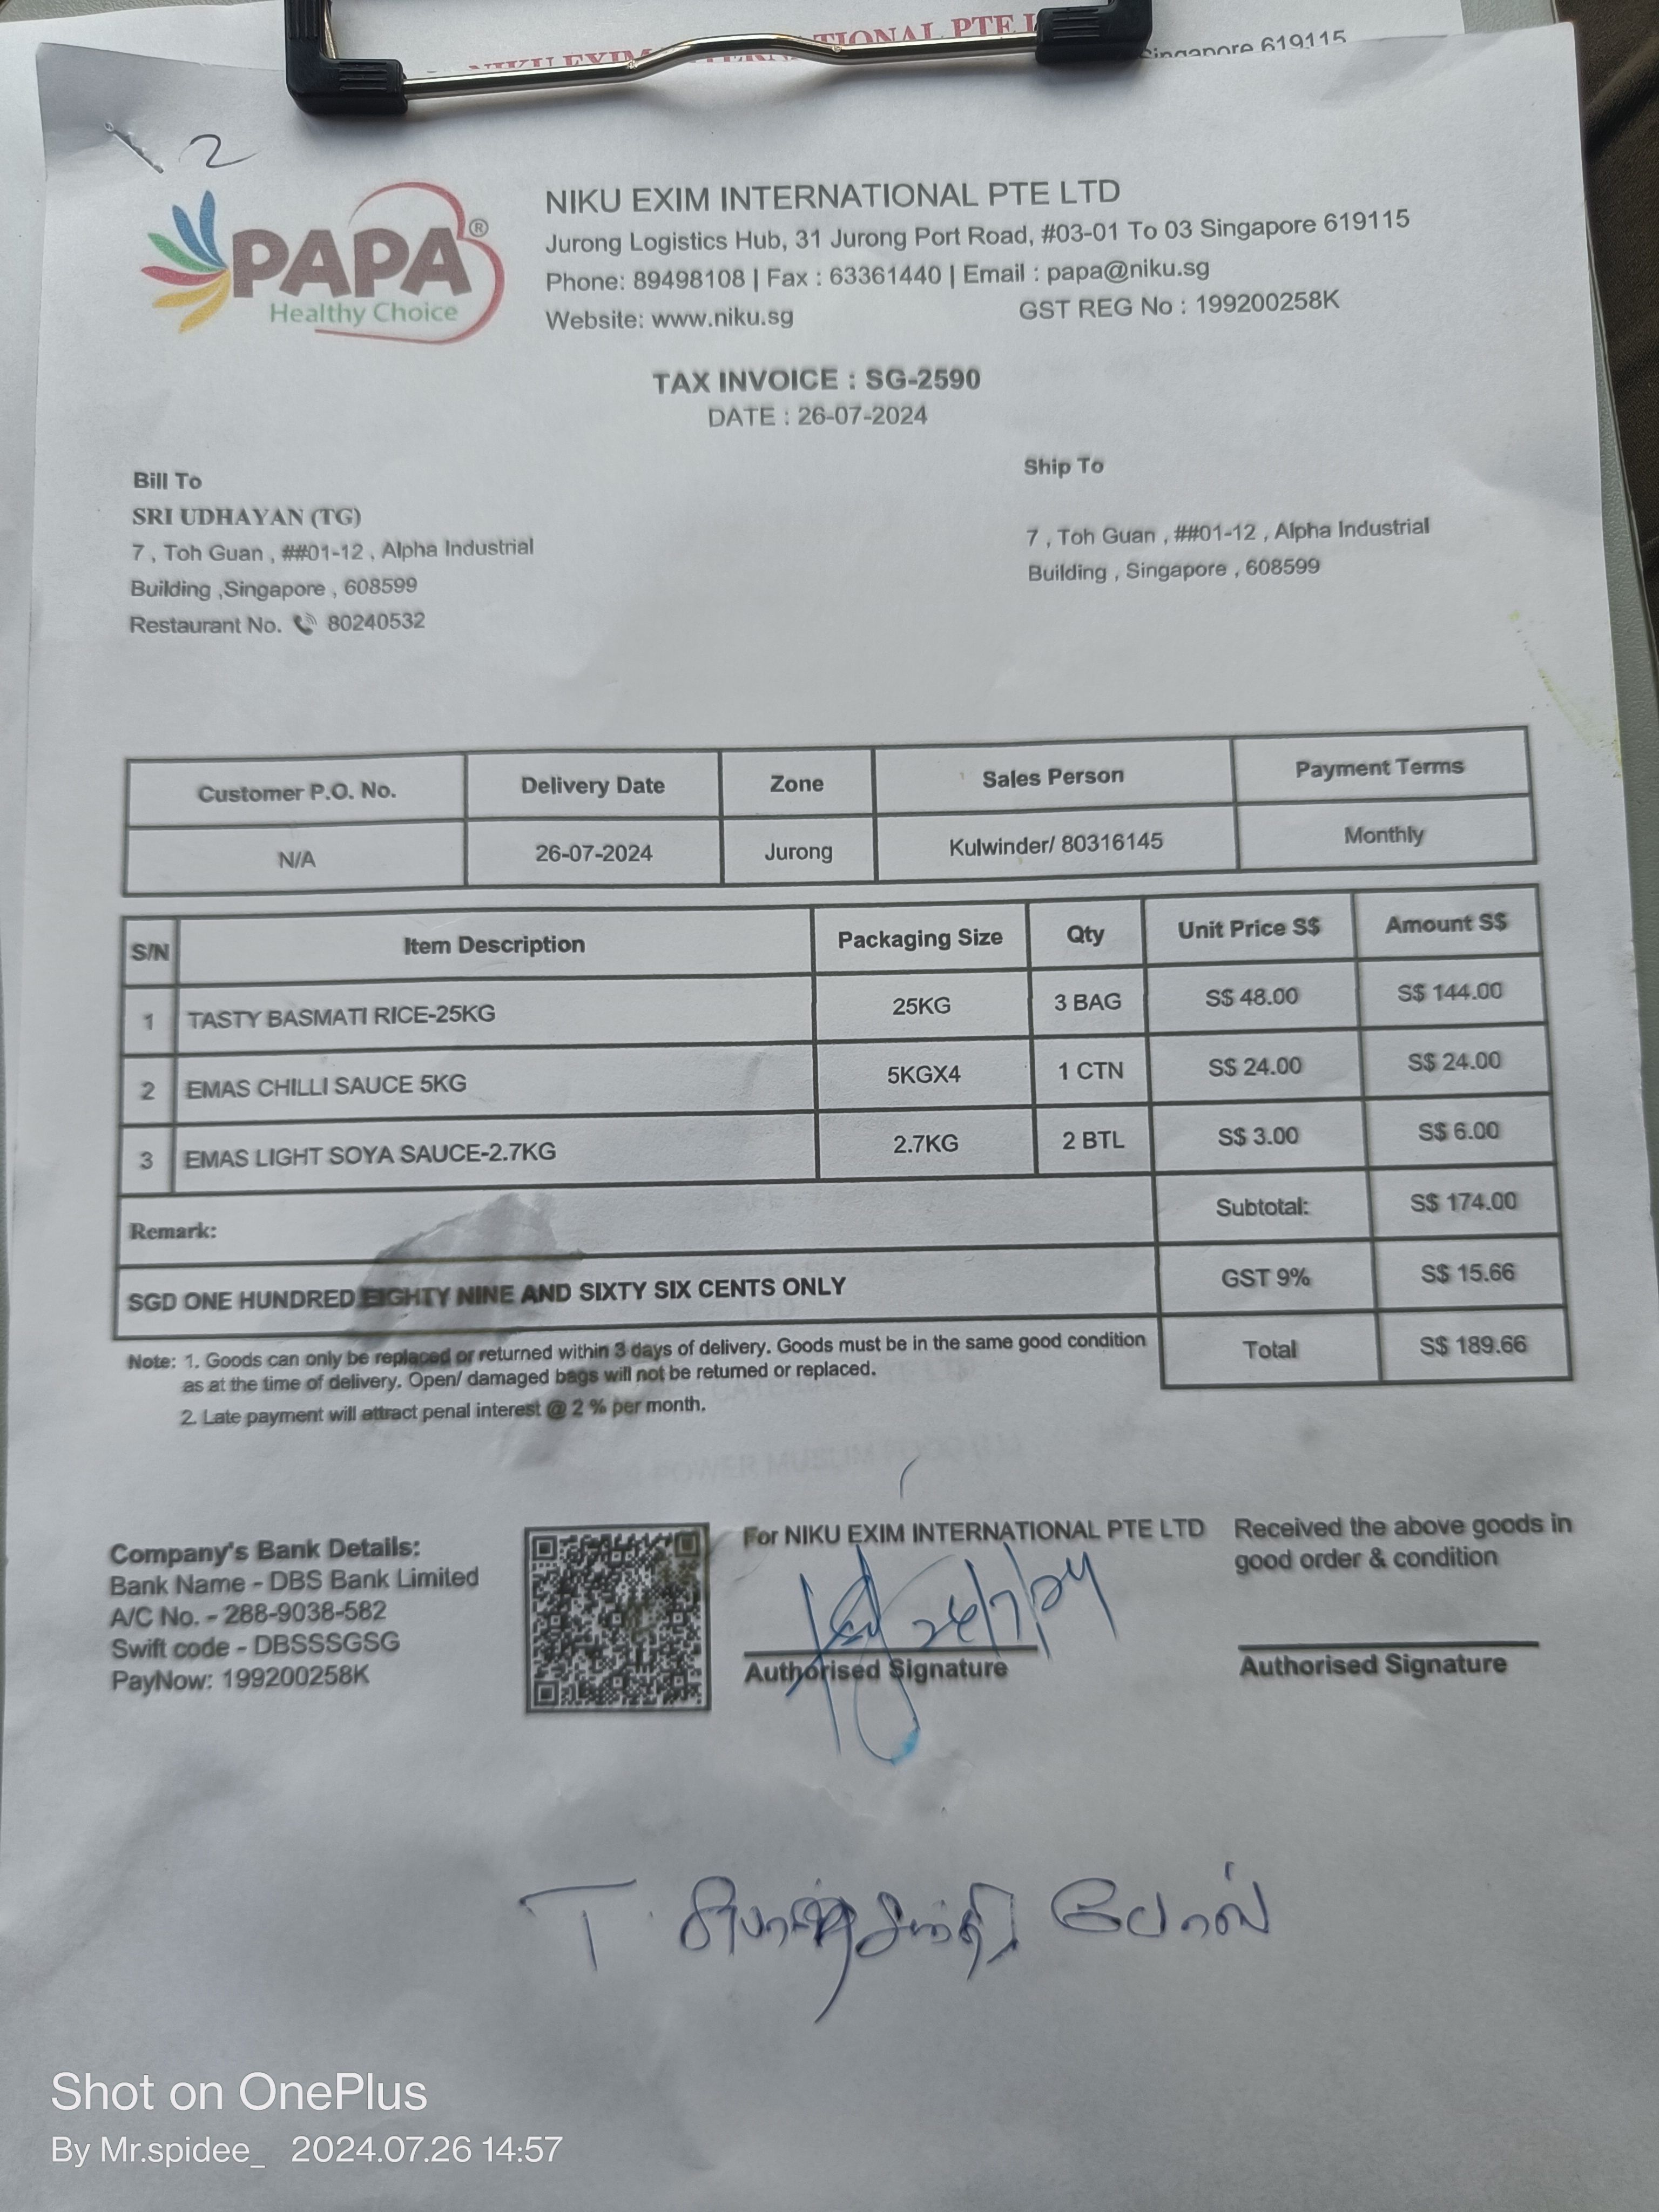 NIKU EXIM INTERNATIONAL PTE L
Singapore 619115
2
PAPA®
Healthy Choice
NIKU EXIM INTERNATIONAL PTE LTD
Jurong Logistics Hub, 31 Jurong Port Road, #03-01 To 03 Singapore 619115
Phone: 89498108 | Fax : 63361440 | Email : papa@niku.sg
Website: www.niku.sg GST REG No : 199200258K
TAX INVOICE : SG-2590
DATE : 26-07-2024
Bill To
SRI UDHAYAN (TG)
7 , Toh Guan , ##01-12 , Alpha Industrial
Building ,Singapore , 608599
Restaurant No. 80240532
Ship To
7 , Toh Guan , ##01-12 , Alpha Industrial
Building , Singapore , 608599
Customer P.O. No. Delivery Date Zone Sales Person Payment Terms
N/A 26-07-2024 Jurong Kulwinder/ 80316145 Monthly
S/N Item Description Packaging Size Qty Unit Price S$ Amount S$
1 TASTY BASMATI RICE-25KG 25KG 3 BAG S$ 48.00 S$ 144.00
2 EMAS CHILLI SAUCE 5KG 5KGX4 1 CTN S$ 24.00 S$ 24.00
3 EMAS LIGHT SOYA SAUCE-2.7KG 2.7KG 2 BTL S$ 3.00 S$ 6.00
Remark: Subtotal: S$ 174.00
SGD ONE HUNDRED EIGHTY NINE AND SIXTY SIX CENTS ONLY GST 9% S$ 15.66
Total S$ 189.66
Note: 1. Goods can only be replaced or returned within 3 days of delivery. Goods must be in the same good condition
as at the time of delivery. Open/ damaged bags will not be returned or replaced.
2. Late payment will attract penal interest @ 2 % per month.
Company's Bank Details:
Bank Name - DBS Bank Limited
A/C No. - 288-9038-582
Swift code - DBSSSGSG
PayNow: 199200258K
For NIKU EXIM INTERNATIONAL PTE LTD
26/7/24
Authorised Signature
Received the above goods in
good order & condition
Authorised Signature
T
Shot on OnePlus
By Mr.spidee_ 2024.07.26 14:57